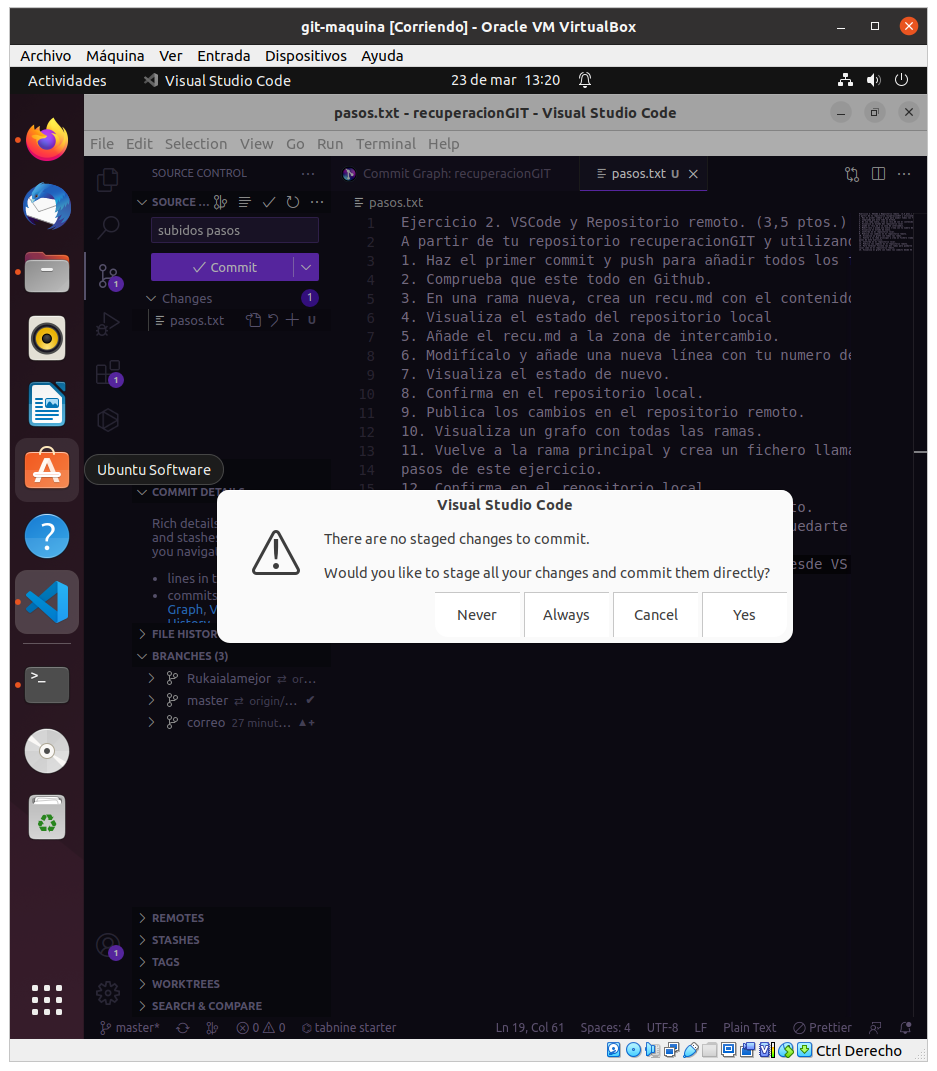 git-maquina [Corriendo] - Oracle VM VirtualBox
Archivo Máquina Ver Entrada Dispositivos Ayuda
Actividades Visual Studio Code 23 de mar 13:20
pasos.txt - recuperacionGIT - Visual Studio Code
File Edit Selection View Go Run Terminal Help
SOURCE CONTROL ...
Commit Graph: recuperacionGIT
pasos.txt U
SOURCE ...
subidos pasos
Commit
Changes 1
pasos.txt U
1
1
pasos.txt
1 Ejercicio 2. VSCode y Repositorio remoto. (3,5 ptos.)
2 A partir de tu repositorio recuperacionGIT y utilizand
3 1. Haz el primer commit y push para añadir todos los
4 2. Comprueba que este todo en Github.
5 3. En una rama nueva, crea un recu.md con el contenido
6 4. Visualiza el estado del repositorio local
7 5. Añade el recu.md a la zona de intercambio.
8 6. Modifícalo y añade una nueva línea con tu numero de
9 7. Visualiza el estado de nuevo.
10 8. Confirma en el repositorio local.
11 9. Publica los cambios en el repositorio remoto.
12 10. Visualiza un grafo con todas las ramas.
13 11. Vuelve a la rama principal y crea un fichero llama
14 pasos de este ejercicio.
15 12. Confirma en el repositorio local
to.
uedarte
esde VS
Ubuntu Software
COMMIT DETAILS
Rich details
and stashes
you naviga
• lines in t
• commits
Graph, V
History
FILE HISTOR
BRANCHES (3)
Rukaialamejor ⇄ or...
master ⇄ origin/... ✔
correo 27 minut... ▲+
Visual Studio Code
There are no staged changes to commit.
Would you like to stage all your changes and commit them directly?
Never Always Cancel Yes
REMOTES
STASHES
TAGS
WORKTREES
SEARCH & COMPARE
1
master* 0 0 tabnine starter Ln 19, Col 61 Spaces: 4 UTF-8 LF Plain Text Prettier
Ctrl Derecho